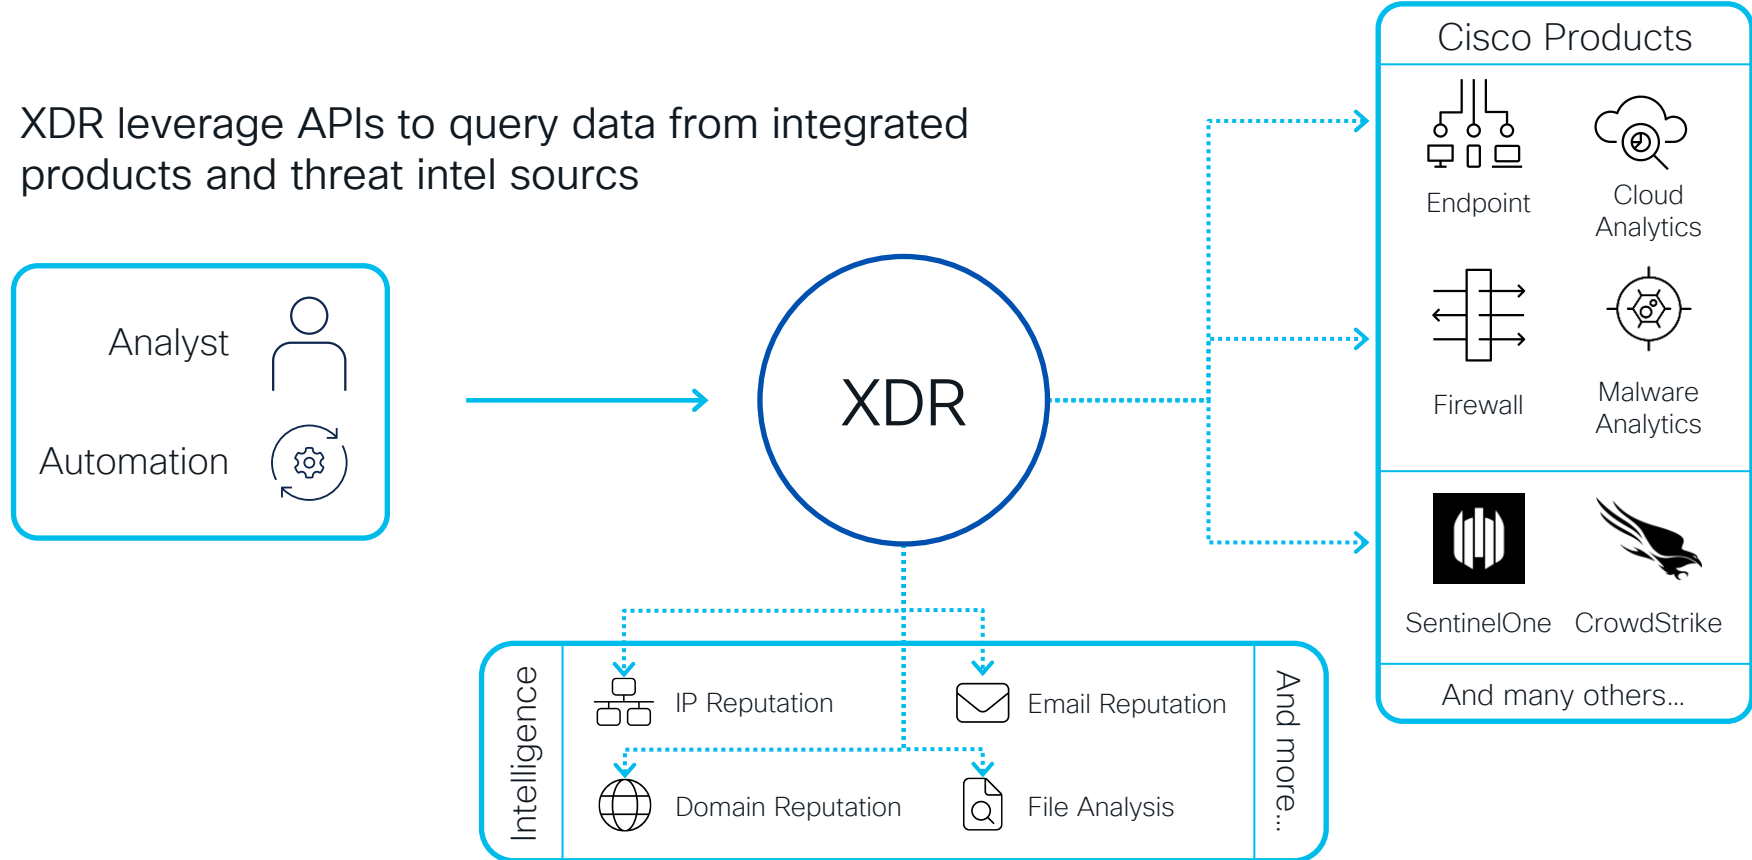 XDR leverage APIs to query data from integrated
products and threat intel sourcs
Analyst
Automation
XDR
Cisco Products
Endpoint
Cloud
Analytics
Firewall
Malware
Analytics
SentinelOne
CrowdStrike
And many others...
Intelligence
IP Reputation
Email Reputation
Domain Reputation
File Analysis
And more...